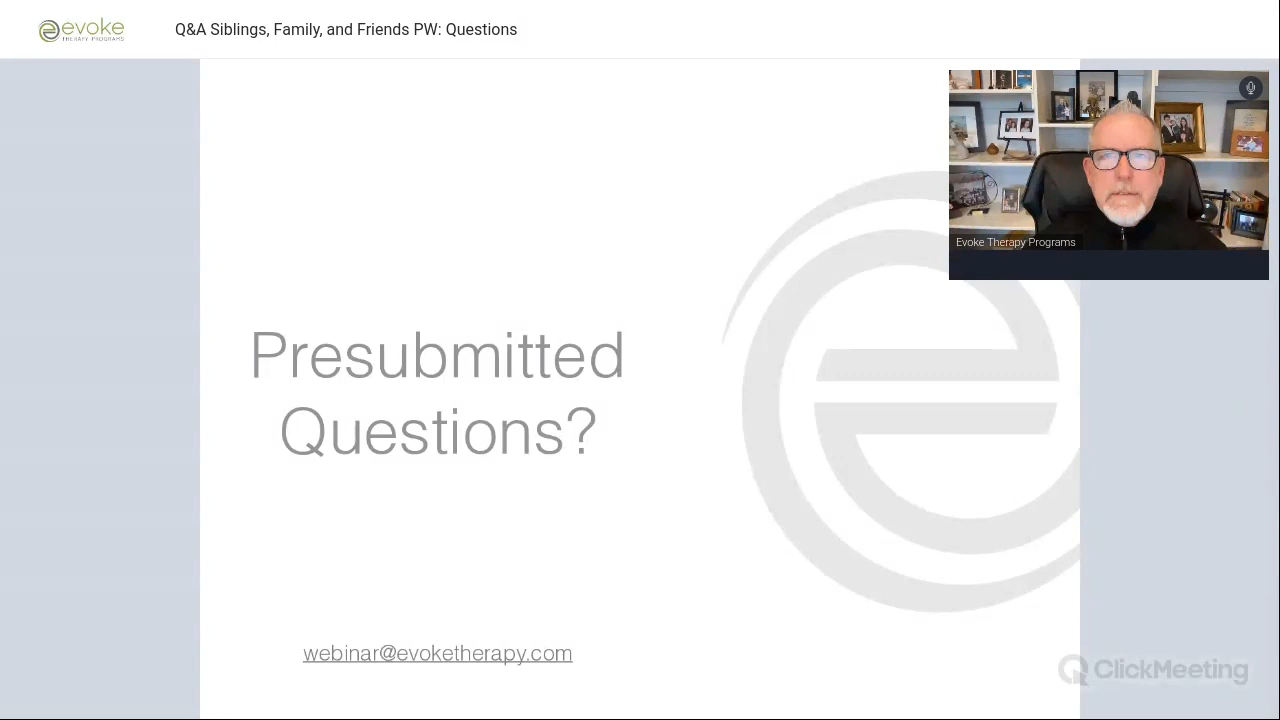 evoke
THERAPY PROGRAMS
Q&A Siblings, Family, and Friends PW: Questions
Evoke Therapy Programs
Presubmitted
Questions?
webinar@evoketherapy.com
ClickMeeting